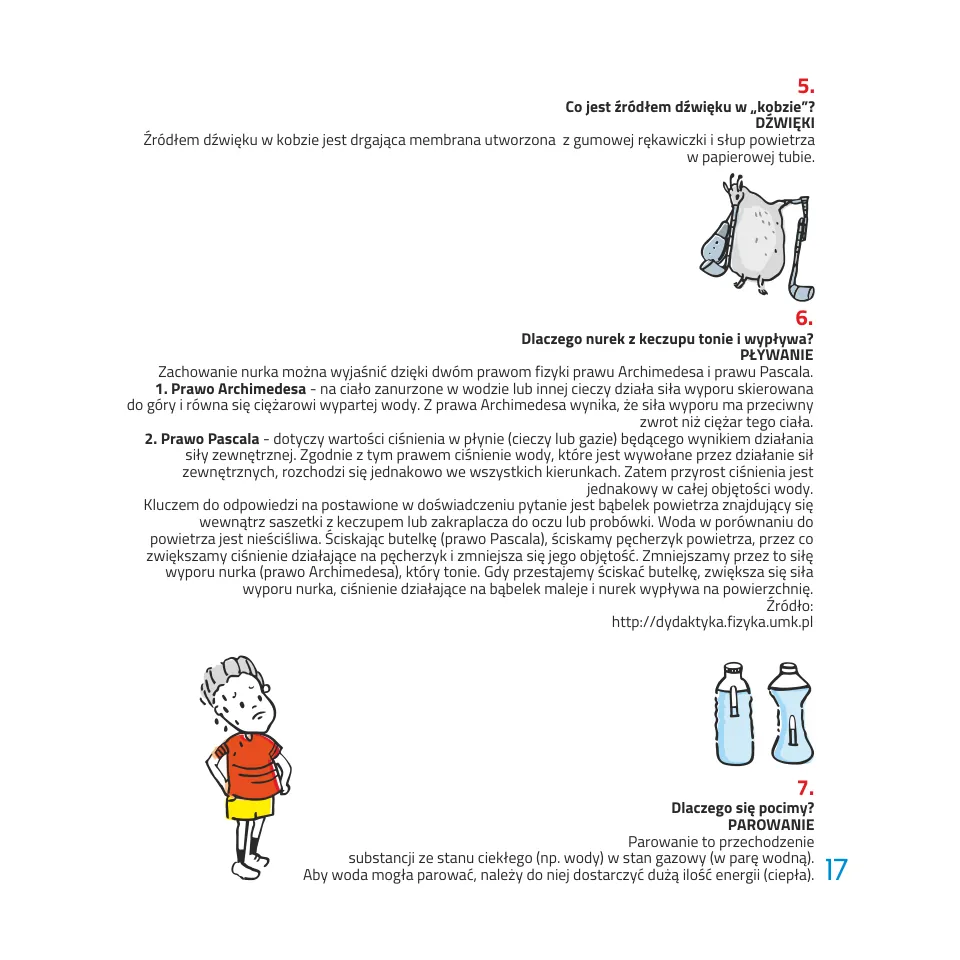 5.
Co jest źródłem dźwięku w „kobzie”?
DŹWIĘKI
Źródłem dźwięku w kobzie jest drgająca membrana utworzona z gumowej rękawiczki i słup powietrza
w papierowej tubie.
6.
Dlaczego nurek z keczupu tonie i wypływa?
PŁYWANIE
Zachowanie nurka można wyjaśnić dzięki dwóm prawom fizyki prawu Archimedesa i prawu Pascala.
1. Prawo Archimedesa - na ciało zanurzone w wodzie lub innej cieczy działa siła wyporu skierowana
do góry i równa się ciężarowi wypartej wody. Z prawa Archimedesa wynika, że siła wyporu ma przeciwny
zwrot niż ciężar tego ciała.
2. Prawo Pascala - dotyczy wartości ciśnienia w płynie (cieczy lub gazie) będącego wynikiem działania
siły zewnętrznej. Zgodnie z tym prawem ciśnienie wody, które jest wywołane przez działanie sił
zewnętrznych, rozchodzi się jednakowo we wszystkich kierunkach. Zatem przyrost ciśnienia jest
jednakowy w całej objętości wody.
Kluczem do odpowiedzi na postawione w doświadczeniu pytanie jest bąbelek powietrza znajdujący się
wewnątrz saszetki z keczupem lub zakraplacza do oczu lub probówki. Woda w porównaniu do
powietrza jest nieściśliwa. Ściskając butelkę (prawo Pascala), ściskamy pęcherzyk powietrza, przez co
zwiększamy ciśnienie działające na pęcherzyk i zmniejsza się jego objętość. Zmniejszamy przez to siłę
wyporu nurka (prawo Archimedesa), który tonie. Gdy przestajemy ściskać butelkę, zwiększa się siła
wyporu nurka, ciśnienie działające na bąbelek maleje i nurek wypływa na powierzchnię.
Źródło:
http://dydaktyka.fizyka.umk.pl
7.
Dlaczego się pocimy?
PAROWANIE
Parowanie to przechodzenie
substancji ze stanu ciekłego (np. wody) w stan gazowy (w parę wodną).
Aby woda mogła parować, należy do niej dostarczyć dużą ilość energii (ciepła).
17